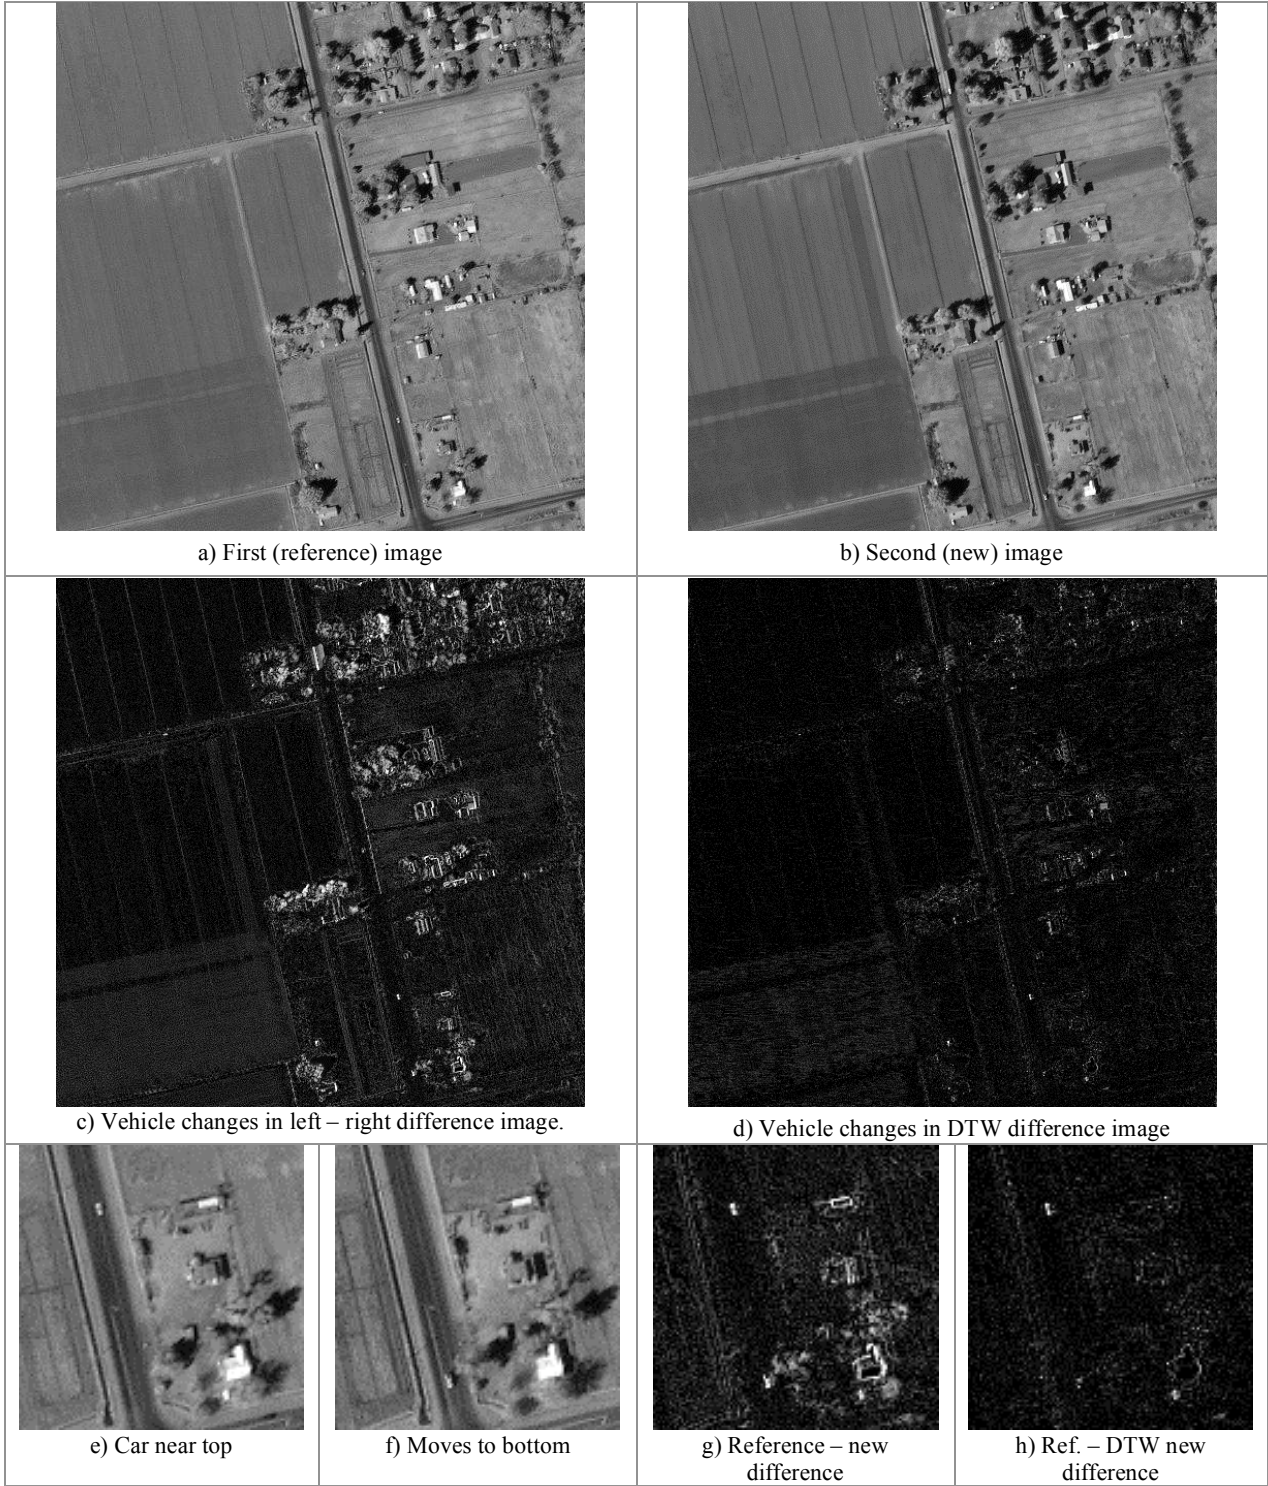 a) First (reference) image
b) Second (new) image
c) Vehicle changes in left – right difference image.
d) Vehicle changes in DTW difference image
e) Car near top
f) Moves to bottom
g) Reference – new
difference
h) Ref. – DTW new
difference